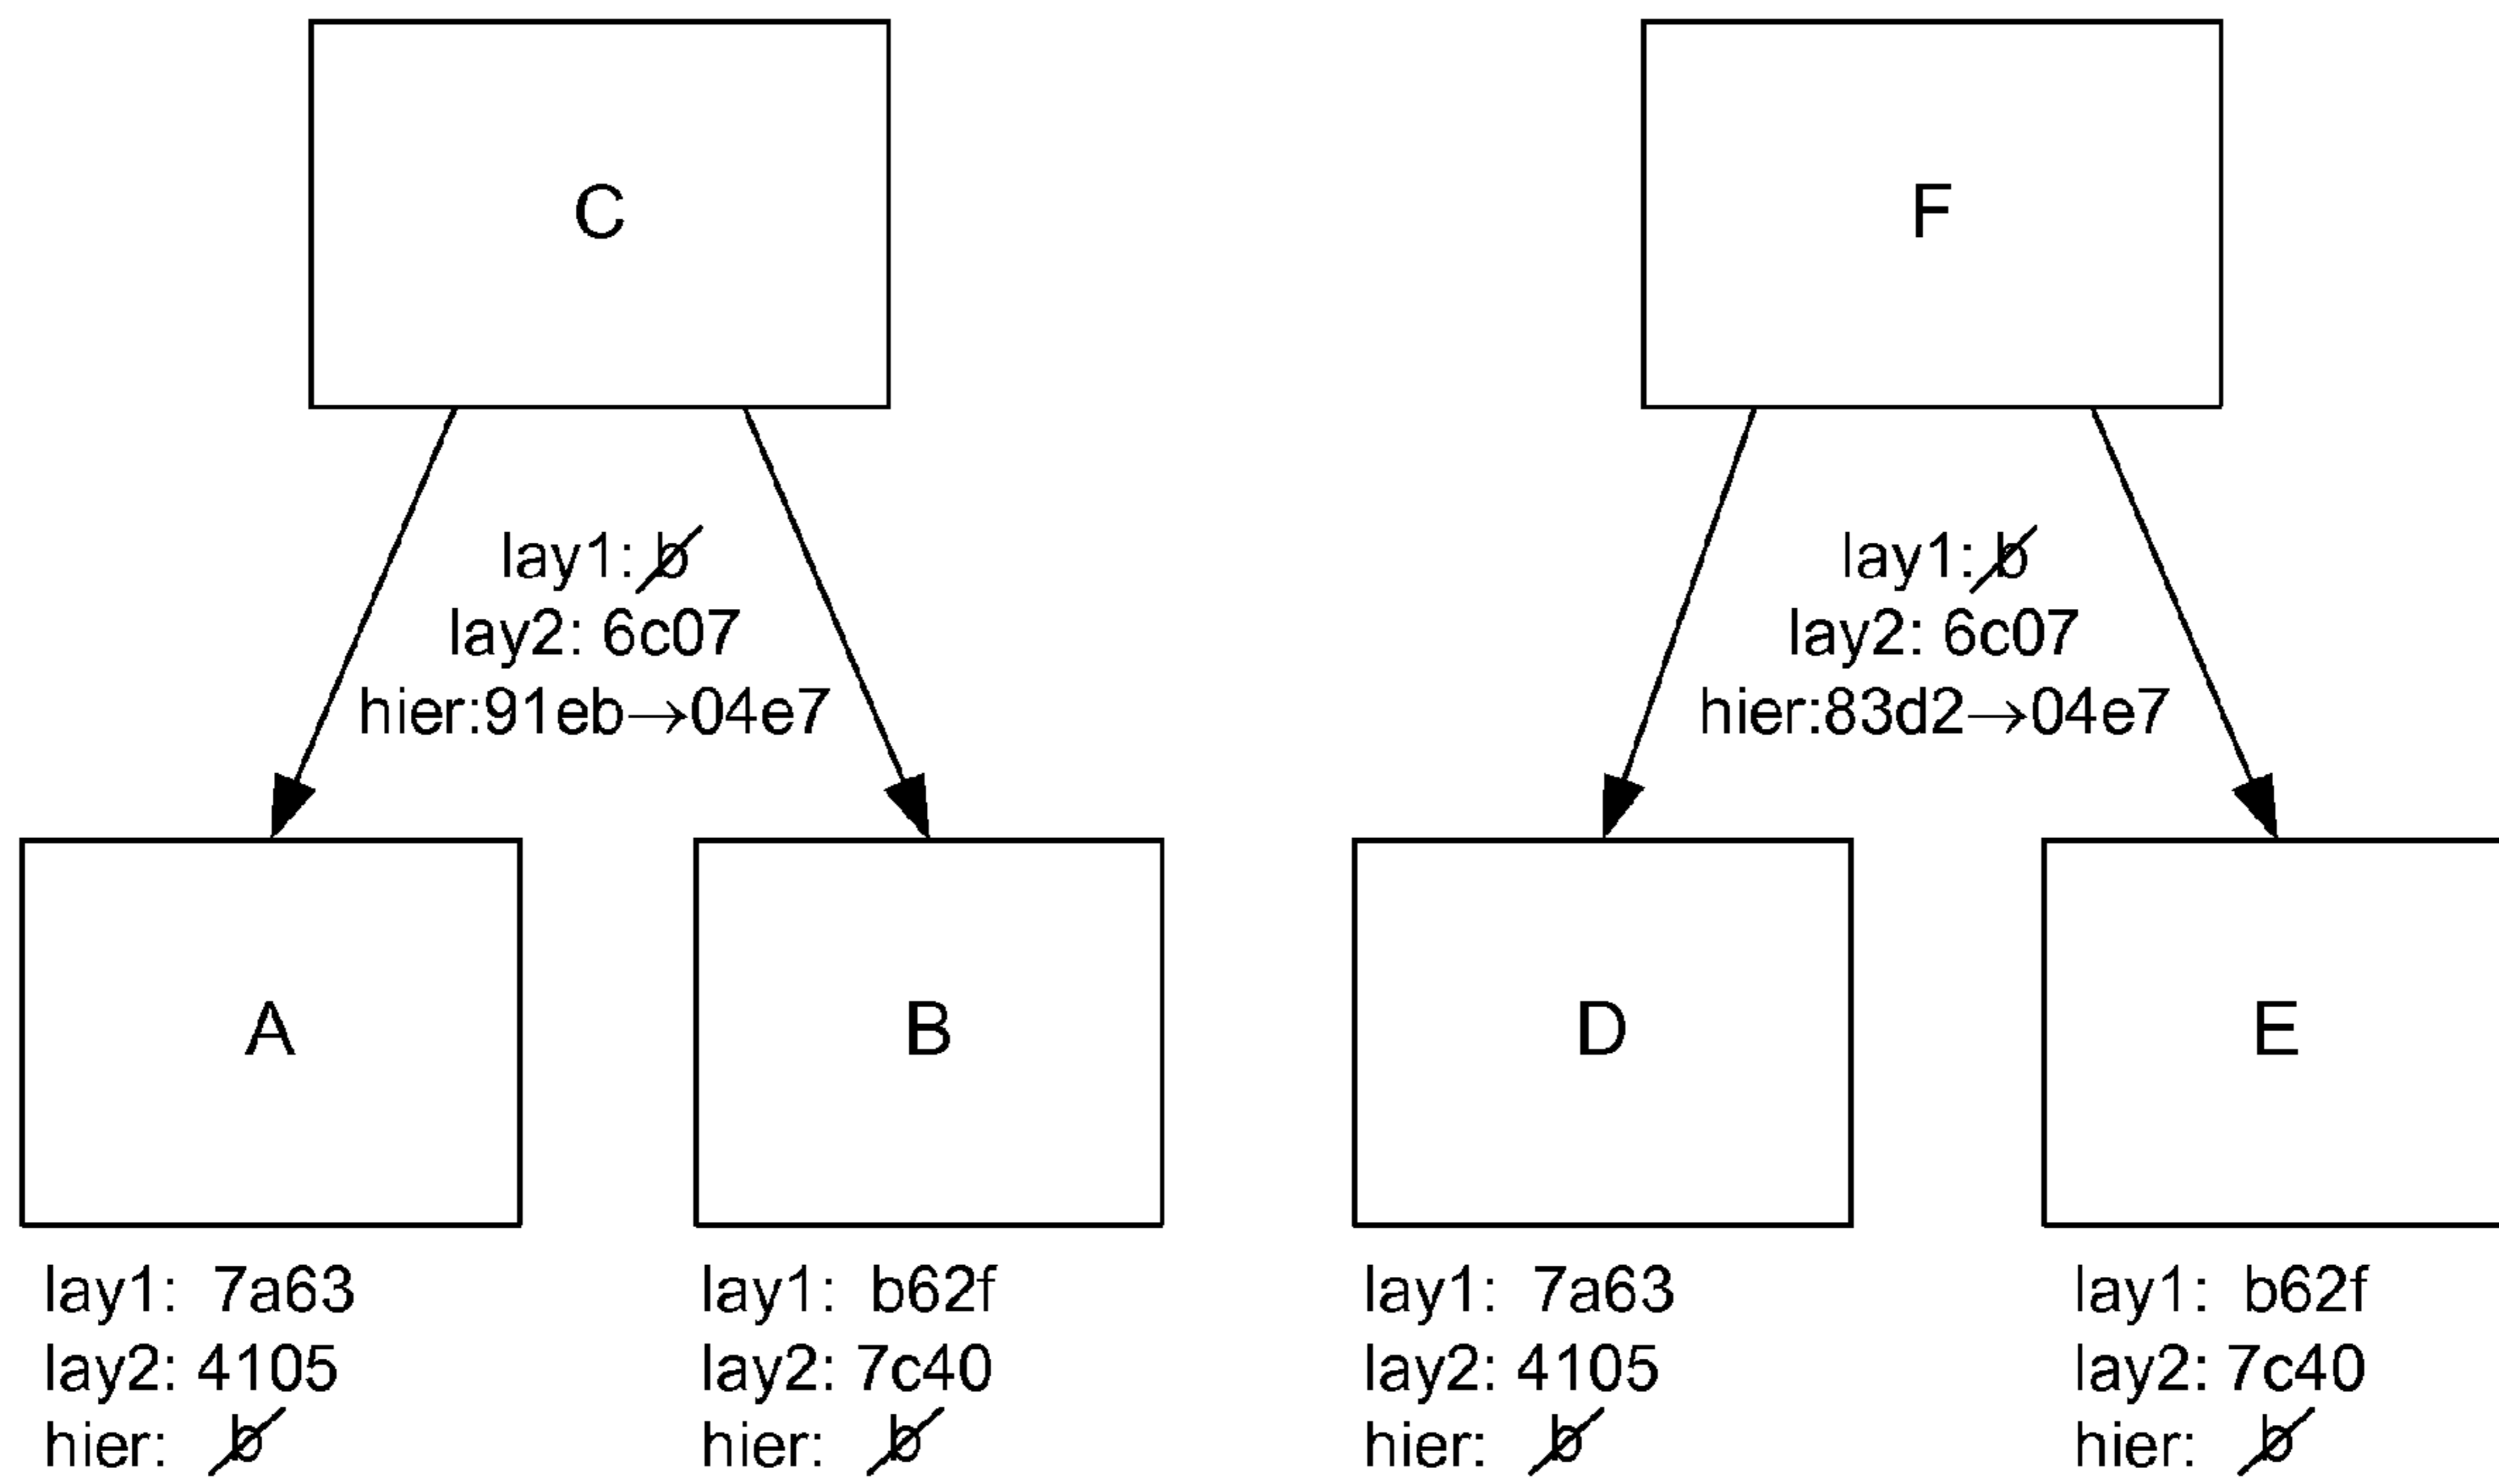 C
F
lay1: b̸
lay2: 6c07
hier:91eb→04e7
lay1: b̸
lay2: 6c07
hier:83d2→04e7
A
B
D
E
lay1: 7a63
lay2: 4105
hier: b̸
lay1: b62f
lay2: 7c40
hier: b̸
lay1: 7a63
lay2: 4105
hier: b̸
lay1: b62f
lay2: 7c40
hier: b̸